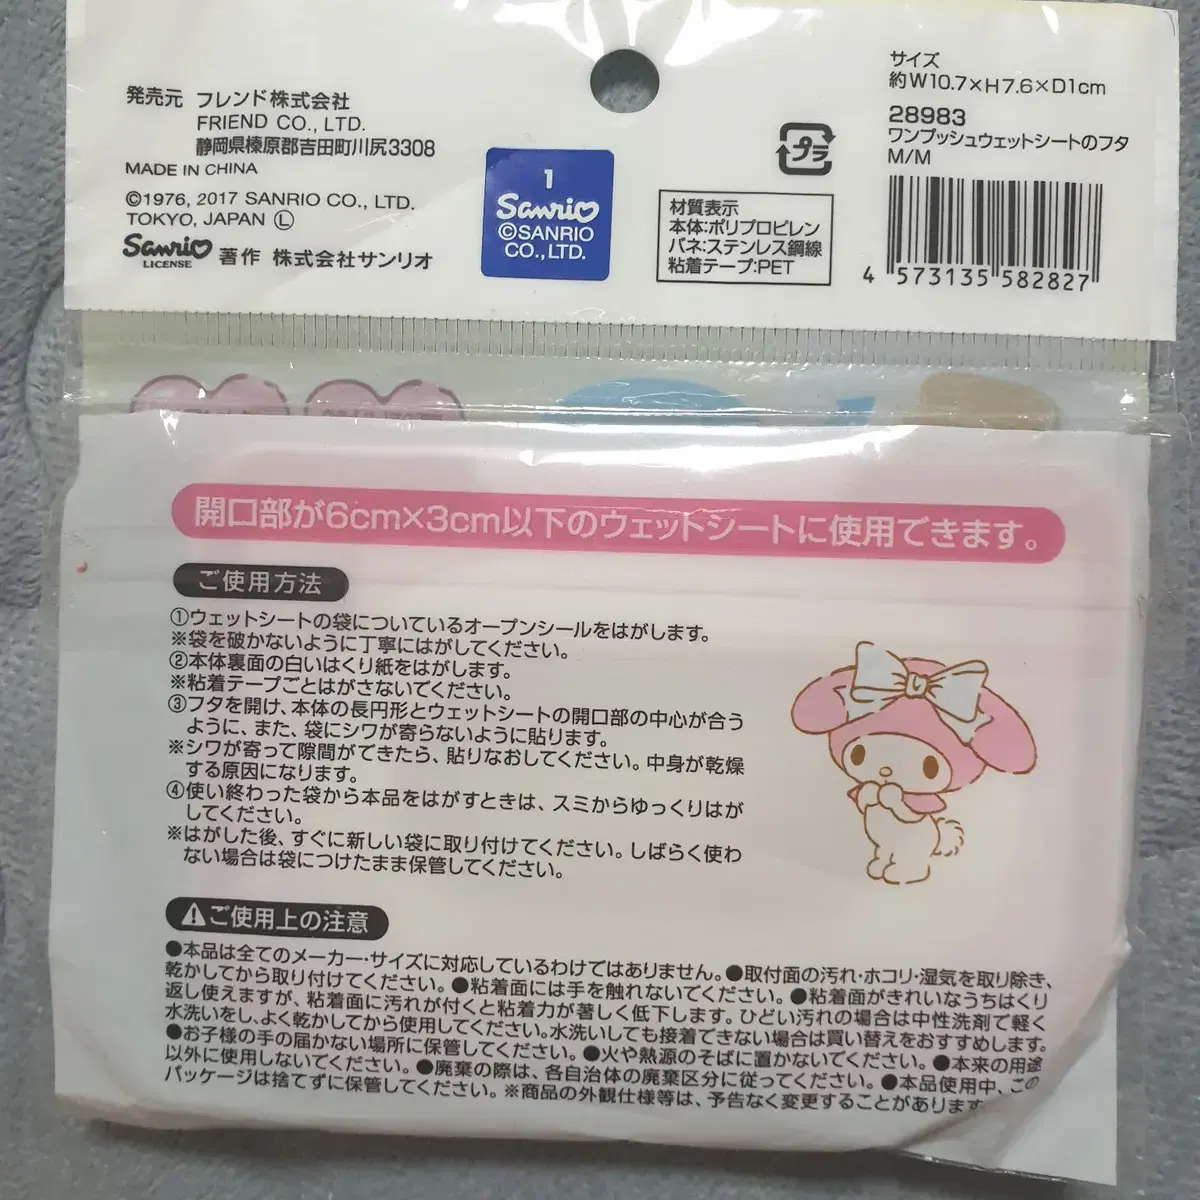 発売元 フレンド株式会社
FRIEND CO., LTD.
静岡県榛原郡吉田町川尻3308
MADE IN CHINA
©1976, 2017 SANRIO CO., LTD.
TOKYO, JAPAN Ⓛ
Sanrio
LICENSE
著作 株式会社サンリオ
1
Sanrio
©SANRIO
CO., LTD.
プラ
材質表示
本体:ポリプロピレン
バネ:ステンレス鋼線
粘着テープ:PET
サイズ
約W10.7×H7.6×D1cm
28983
ワンプッシュウェットシートのフタ
M/M
4 573135 582827
開口部が6cm×3cm以下のウェットシートに使用できます。
ご使用方法
①ウェットシートの袋についているオープンシールをはがします。
※袋を破かないように丁寧にはがしてください。
②本体裏面の白いはくり紙をはがします。
※粘着テープごとはがさないでください。
③フタを開け、本体の長円形とウェットシートの開口部の中心が合う
ように、また、袋にシワが寄らないように貼ります。
※シワが寄って隙間ができたら、貼りなおしてください。中身が乾燥
する原因になります。
④使い終わった袋から本品をはがすときは、スミからゆっくりはが
してください。
※はがした後、すぐに新しい袋に取り付けてください。しばらく使わ
ない場合は袋につけたまま保管してください。
⚠ご使用上の注意
●本品は全てのメーカー・サイズに対応しているわけではありません。●取付面の汚れ・ホコリ・湿気を取り除き、
乾かしてから取り付けてください。●粘着面には手を触れないでください。●粘着面がきれいなうちはくり
返し使えますが、粘着面に汚れが付くと粘着力が著しく低下します。ひどい汚れの場合は中性洗剤で軽く
水洗いをし、よく乾かしてから使用してください。水洗いしても接着できない場合は買い替えをおすすめします。
●お子様の手の届かない場所に保管してください。●火や熱源のそばに置かないでください。●本来の用途
以外に使用しないでください。●廃棄の際は、各自治体の廃棄区分に従ってください。●本品使用中、この
パッケージは捨てずに保管してください。※商品の外観仕様等は、予告なく変更することがあります